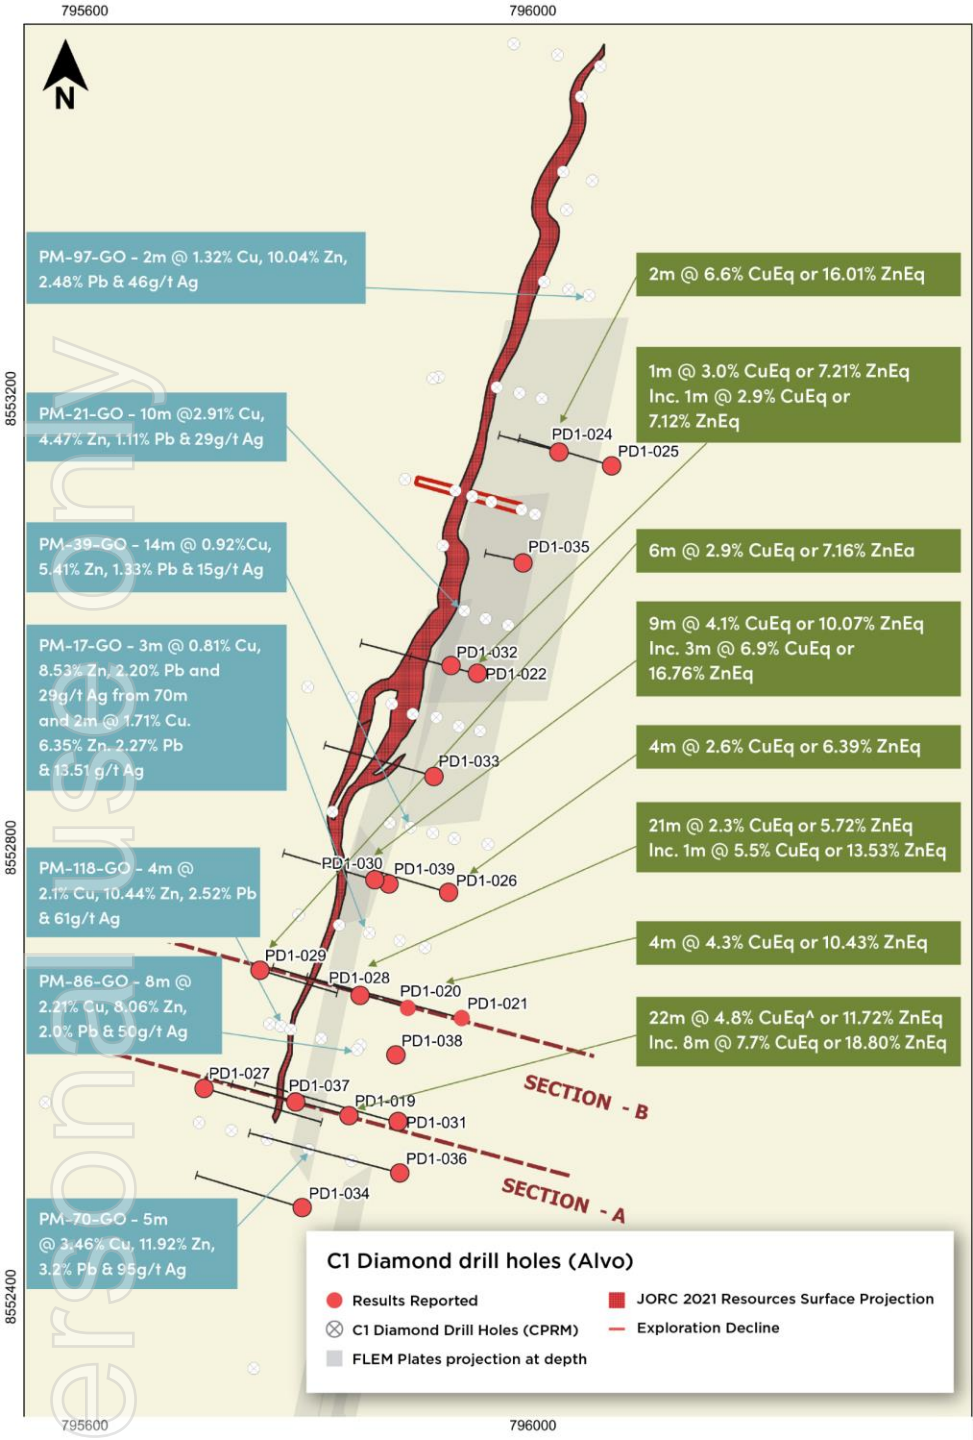 795600
796000
N
PM-97-GO - 2m @ 1.32% Cu, 10.04% Zn,
2.48% Pb & 46g/t Ag
2m @ 6.6% CuEq or 16.01% ZnEq
8553200
1m @ 3.0% CuEq or 7.21% ZnEq
Inc. 1m @ 2.9% CuEq or
7.12% ZnEq
PM-21-GO - 10m @2.91% Cu,
4.47% Zn, 1.11% Pb & 29g/t Ag
PD1-024
PD1-025
PM-39-GO - 14m @ 0.92%Cu,
5.41% Zn, 1.33% Pb & 15g/t Ag
PD1-035
6m @ 2.9% CuEq or 7.16% ZnEa
9m @ 4.1% CuEq or 10.07% ZnEq
Inc. 3m @ 6.9% CuEq or
16.76% ZnEq
PM-17-GO - 3m @ 0.81% Cu,
8.53% Zn, 2.20% Pb and
29g/t Ag from 70m
and 2m @ 1.71% Cu.
6.35% Zn. 2.27% Pb
& 13.51 g/t Ag
PD1-032
PD1-022
4m @ 2.6% CuEq or 6.39% ZnEq
PD1-033
8552800
21m @ 2.3% CuEq or 5.72% ZnEq
Inc. 1m @ 5.5% CuEq or 13.53% ZnEq
PM-118-GO - 4m @
2.1% Cu, 10.44% Zn, 2.52% Pb
& 61g/t Ag
PD1-030
PD1-039
PD1-026
4m @ 4.3% CuEq or 10.43% ZnEq
PD1-029
PM-86-GO - 8m @
2.21% Cu, 8.06% Zn,
2.0% Pb & 50g/t Ag
PD1-028
PD1-020
PD1-021
22m @ 4.8% CuEq^ or 11.72% ZnEq
Inc. 8m @ 7.7% CuEq or 18.80% ZnEq
PD1-038
PD1-027
PD1-037
PD1-019
PD1-031
SECTION - B
PD1-036
PD1-034
SECTION - A
PM-70-GO - 5m
@ 3.46% Cu, 11.92% Zn,
3.2% Pb & 95g/t Ag
8552400
C1 Diamond drill holes (Alvo)
Results Reported
JORC 2021 Resources Surface Projection
C1 Diamond Drill Holes (CPRM)
Exploration Decline
FLEM Plates projection at depth
795600
796000
ersonal use only